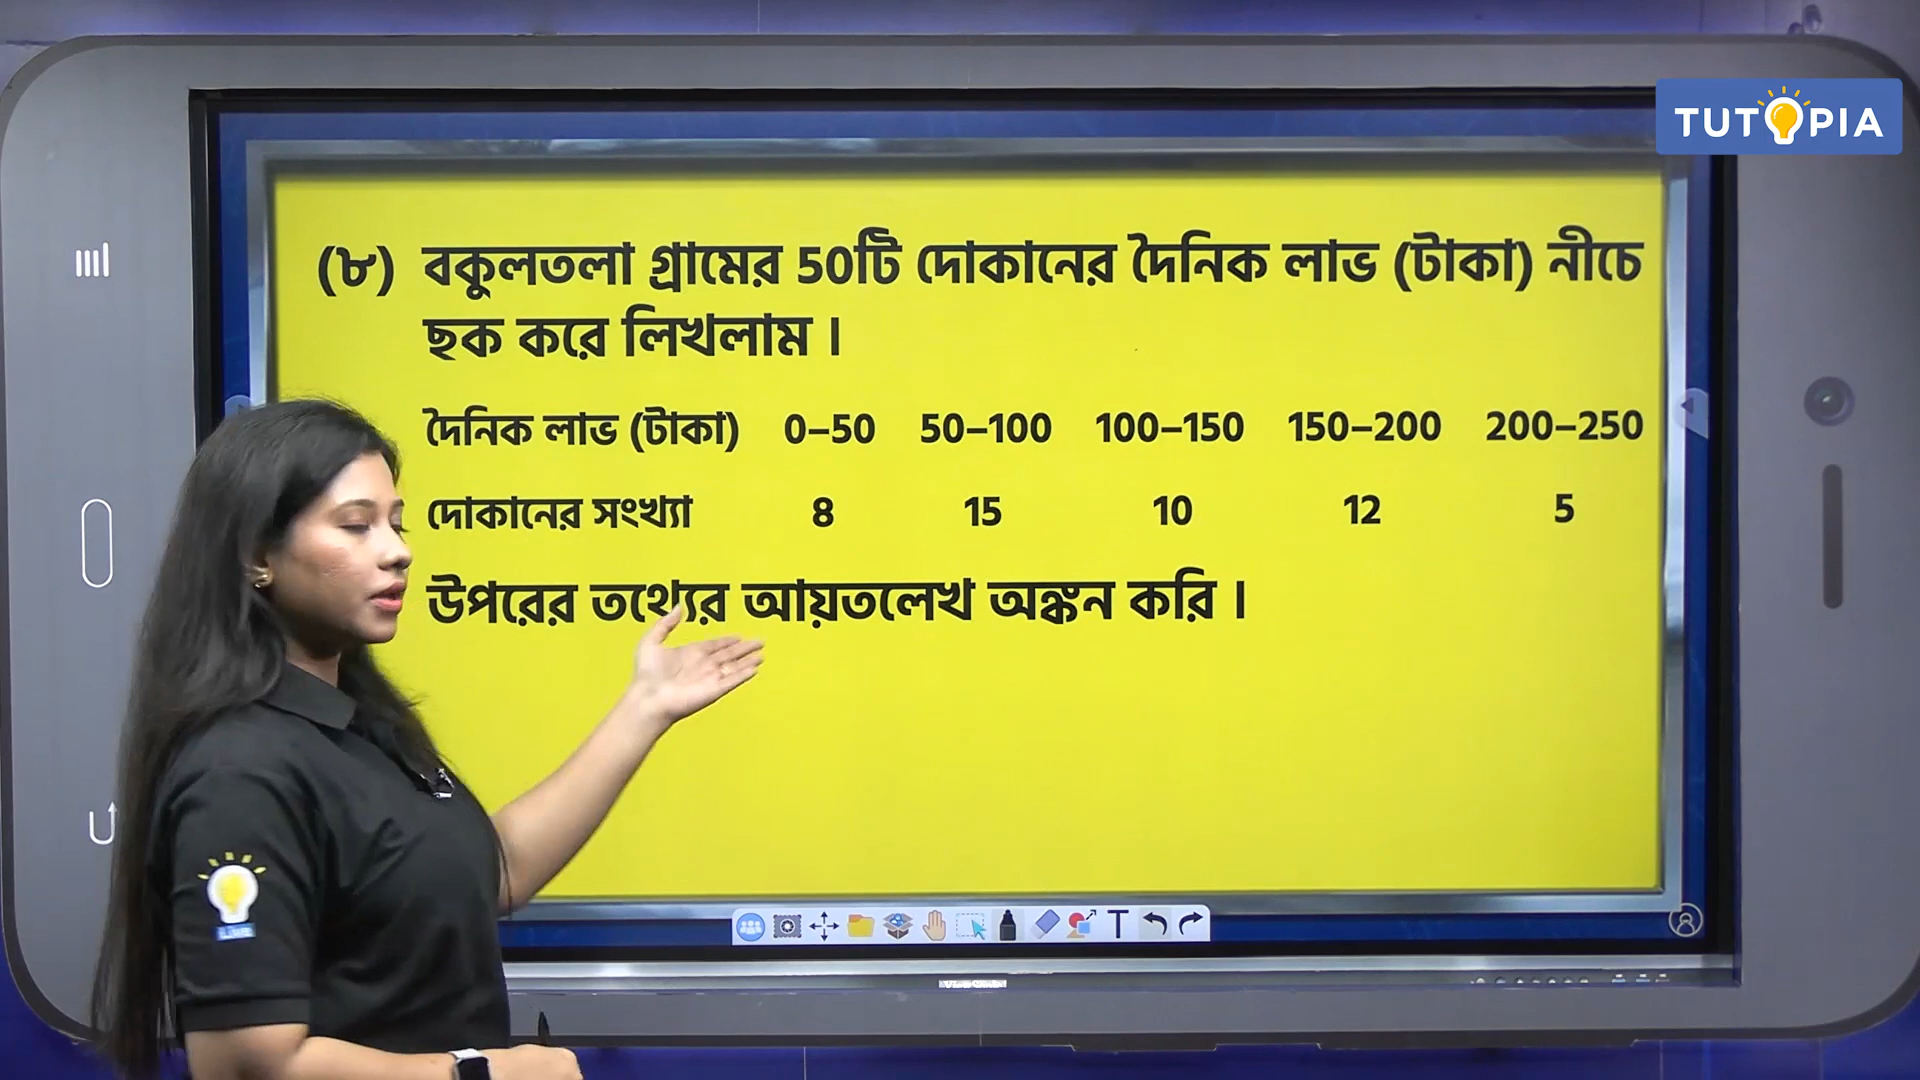 TUTOPIA
(৮) বকুলতলা গ্রামের 50টি দোকানের দৈনিক লাভ (টাকা) নীচে
ছক করে লিখলাম ।
দৈনিক লাভ (টাকা) 0–50 50–100 100–150 150–200 200–250
দোকানের সংখ্যা 8 15 10 12 5
উপরের তথ্যের আয়তলেখ অঙ্কন করি ।
T